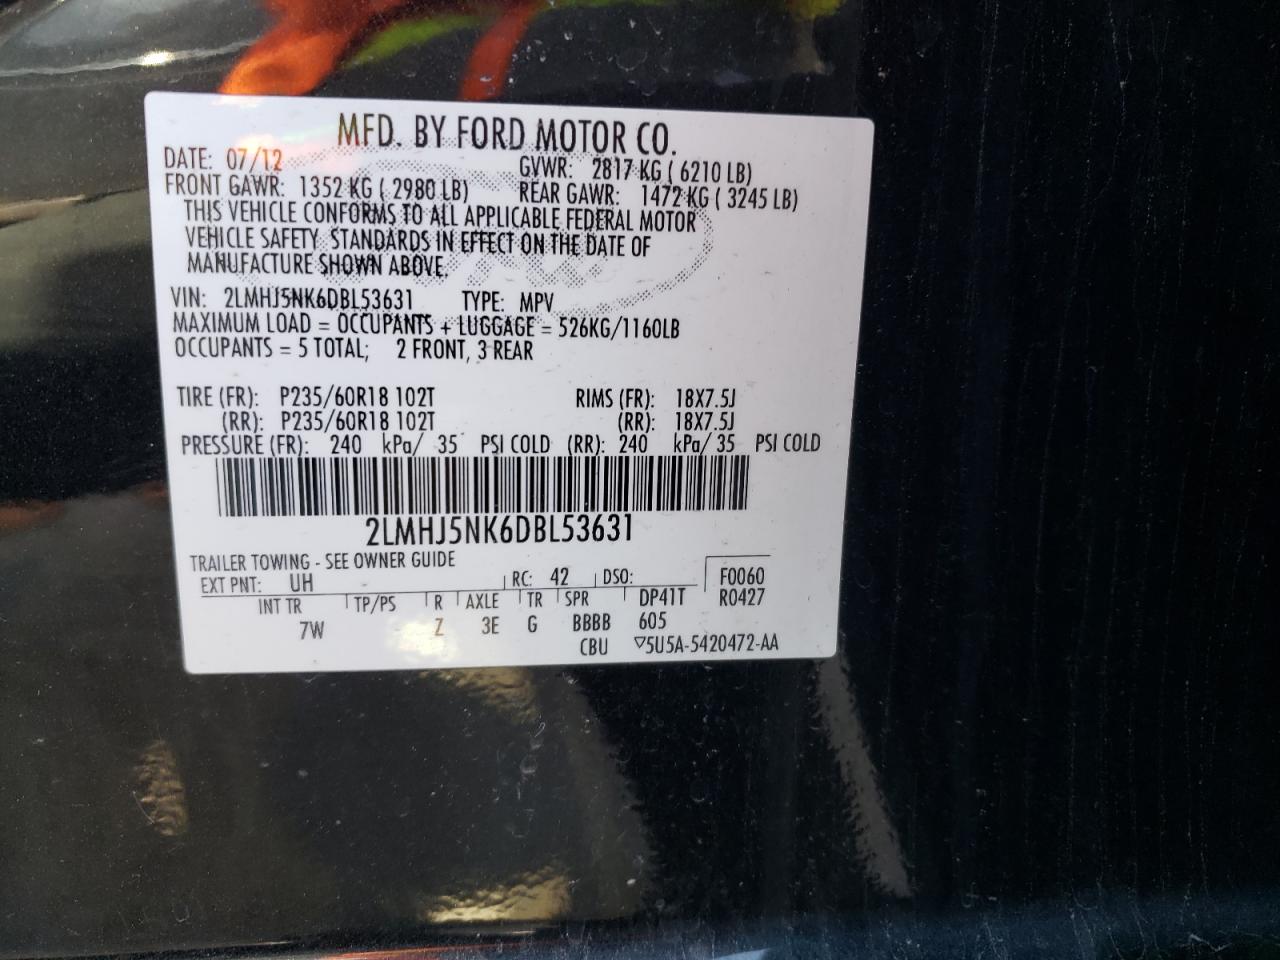 MFD. BY FORD MOTOR CO.
DATE: 07/12 GVWR: 2817 KG ( 6210 LB)
FRONT GAWR: 1352 KG ( 2980 LB) REAR GAWR: 1472 KG ( 3245 LB)
THIS VEHICLE CONFORMS TO ALL APPLICABLE FEDERAL MOTOR
VEHICLE SAFETY STANDARDS IN EFFECT ON THE DATE OF
MANUFACTURE SHOWN ABOVE.
VIN: 2LMHJ5NK6DBL53631 TYPE: MPV
MAXIMUM LOAD = OCCUPANTS + LUGGAGE = 526KG/1160LB
OCCUPANTS = 5 TOTAL; 2 FRONT, 3 REAR
TIRE (FR): P235/60R18 102T RIMS (FR): 18X7.5J
(RR): P235/60R18 102T (RR): 18X7.5J
PRESSURE (FR): 240 kPa/ 35 PSI COLD (RR): 240 kPa/ 35 PSI COLD
2LMHJ5NK6DBL53631
TRAILER TOWING - SEE OWNER GUIDE
EXT PNT: UH RC: 42 DSO: F0060
INT TR TP/PS R AXLE TR SPR DP41T R0427
7W Z 3E G BBBB 605
CBU ▽5U5A-5420472-AA